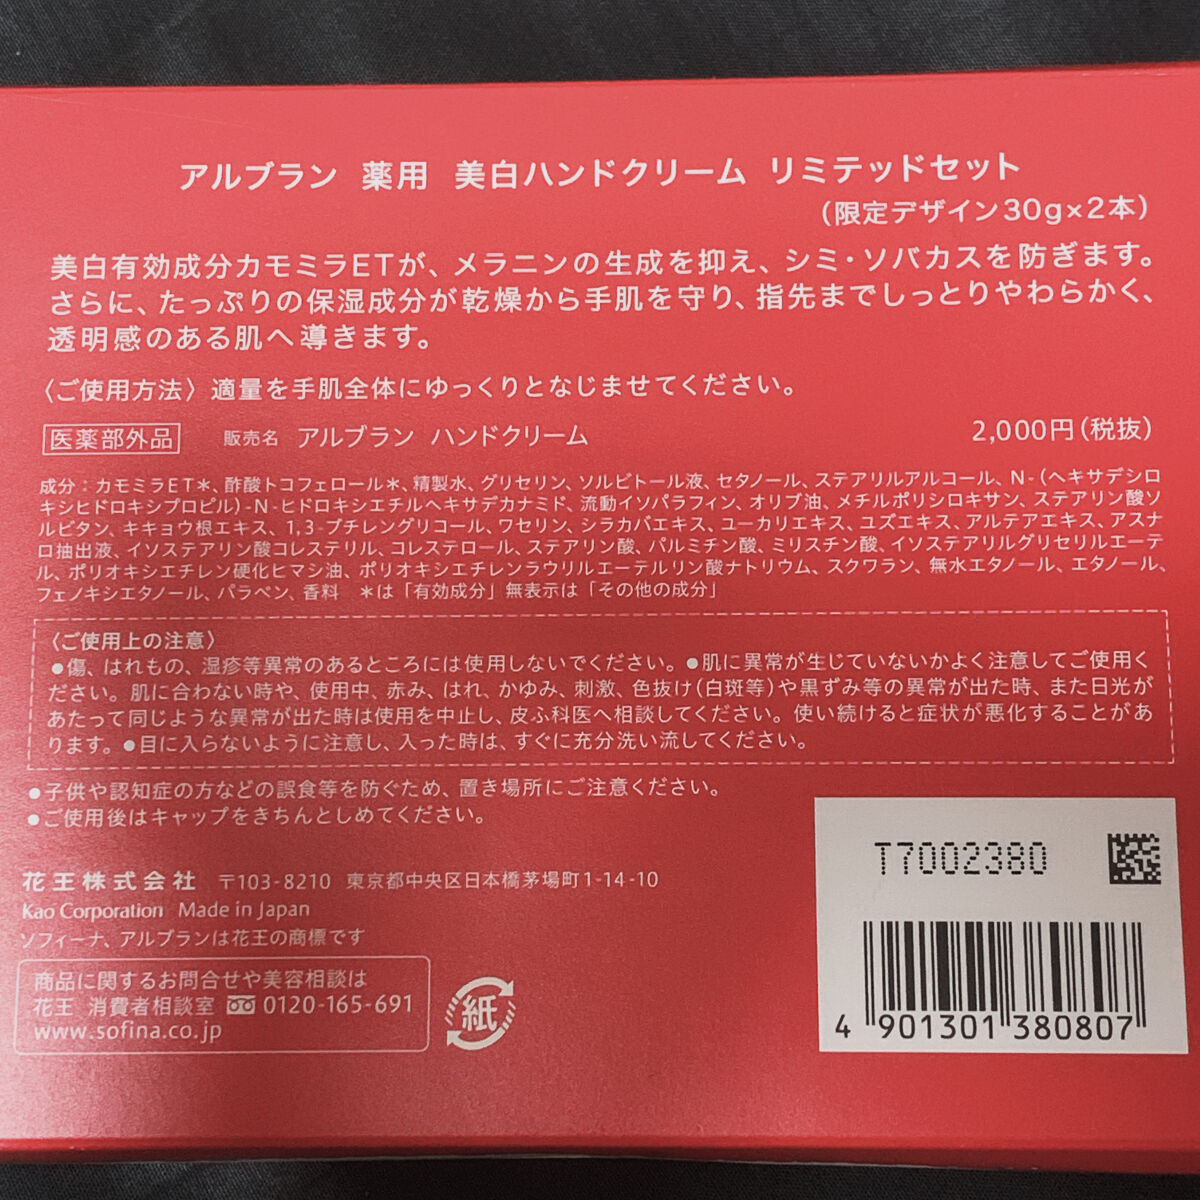 アルブラン 薬用 美白ハンドクリーム リミテッドセット
（限定デザイン30g×2本）
美白有効成分カモミラETが、メラニンの生成を抑え、シミ・ソバカスを防ぎます。
さらに、たっぷりの保湿成分が乾燥から手肌を守り、指先までしっとりやわらかく、
透明感のある肌へ導きます。
〈ご使用方法〉適量を手肌全体にゆっくりとなじませてください。
医薬部外品 販売名 アルブラン ハンドクリーム 2,000円（税抜）
成分：カモミラET＊、酢酸トコフェロール＊、精製水、グリセリン、ソルビトール液、セタノール、ステアリルアルコール、N-（ヘキサデシロ
キシヒドロキシプロピル）-N-ヒドロキシエチルヘキサデカナミド、流動イソパラフィン、オリブ油、メチルポリシロキサン、ステアリン酸ソ
ルビタン、キキョウ根エキス、1,3-ブチレングリコール、ワセリン、シラカバエキス、ユーカリエキス、ユズエキス、アルテアエキス、アスナ
ロ抽出液、イソステアリン酸コレステリル、コレステロール、ステアリン酸、パルミチン酸、ミリスチン酸、イソステアリルグリセリルエーテ
ル、ポリオキシエチレン硬化ヒマシ油、ポリオキシエチレンラウリルエーテルリン酸ナトリウム、スクワラン、無水エタノール、エタノール、
フェノキシエタノール、パラベン、香料 ＊は「有効成分」無表示は「その他の成分」
〈ご使用上の注意〉
●傷、はれもの、湿疹等異常のあるところには使用しないでください。●肌に異常が生じていないかよく注意してご使用く
ださい。肌に合わない時や、使用中、赤み、はれ、かゆみ、刺激、色抜け（白斑等）や黒ずみ等の異常が出た時、また日光が
あたって同じような異常が出た時は使用を中止し、皮ふ科医へ相談してください。使い続けると症状が悪化することがあ
ります。●目に入らないように注意し、入った時は、すぐに充分洗い流してください。
●子供や認知症の方などの誤食等を防ぐため、置き場所にご注意ください。
●ご使用後はキャップをきちんとしめてください。
T7002380
花王株式会社 〒103-8210 東京都中央区日本橋茅場町1-14-10
Kao Corporation Made in Japan
ソフィーナ、アルブランは花王の商標です
商品に関するお問合せや美容相談は
花王 消費者相談室 0120-165-691
www.sofina.co.jp
紙
4 901301 380807